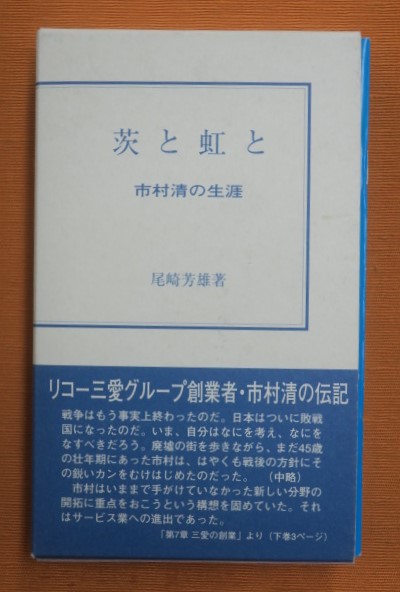 茨と虹と
市村清の生涯
尾崎芳雄著
リコー三愛グループ創業者・市村清の伝記
戦争はもう事実上終わったのだ。日本はついに敗戦
国になったのだ。いま、自分はなにを考え、なにを
なすべきだろう。廃墟の街を歩きながら、まだ45歳
の壮年期にあった市村は、はやくも戦後の方針にそ
の鋭いカンをむけはじめたのだった。　(中略)
　市村はいままで手がけていなかった新しい分野の
開拓に重点をおこうという構想を固めていた。それ
はサービス業への進出であった。
「第7章 三愛の創業」より（下巻3ページ）